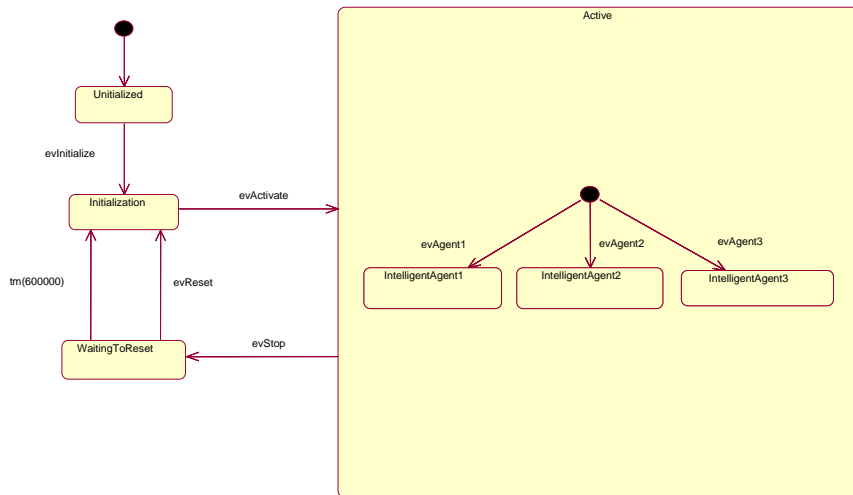 Active
Unitialized
evInitialize
Initialization
evActivate
evAgent1
evAgent2
evAgent3
IntelligentAgent1
IntelligentAgent2
IntelligentAgent3
tm(600000)
evReset
WaitingToReset
evStop